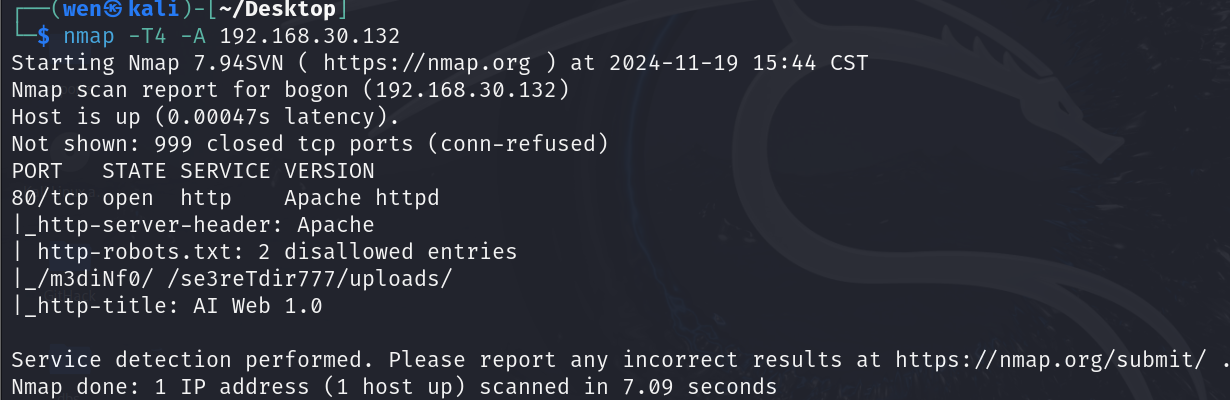 ┌──(wen㉿kali)-[~/Desktop]
└─$ nmap -T4 -A 192.168.30.132
Starting Nmap 7.94SVN ( https://nmap.org ) at 2024-11-19 15:44 CST
Nmap scan report for bogon (192.168.30.132)
Host is up (0.00047s latency).
Not shown: 999 closed tcp ports (conn-refused)
PORT   STATE SERVICE VERSION
80/tcp open  http    Apache httpd
|_http-server-header: Apache
| http-robots.txt: 2 disallowed entries
|_/m3diNf0/ /se3reTdir777/uploads/
|_http-title: AI Web 1.0
Service detection performed. Please report any incorrect results at https://nmap.org/submit/ .
Nmap done: 1 IP address (1 host up) scanned in 7.09 seconds